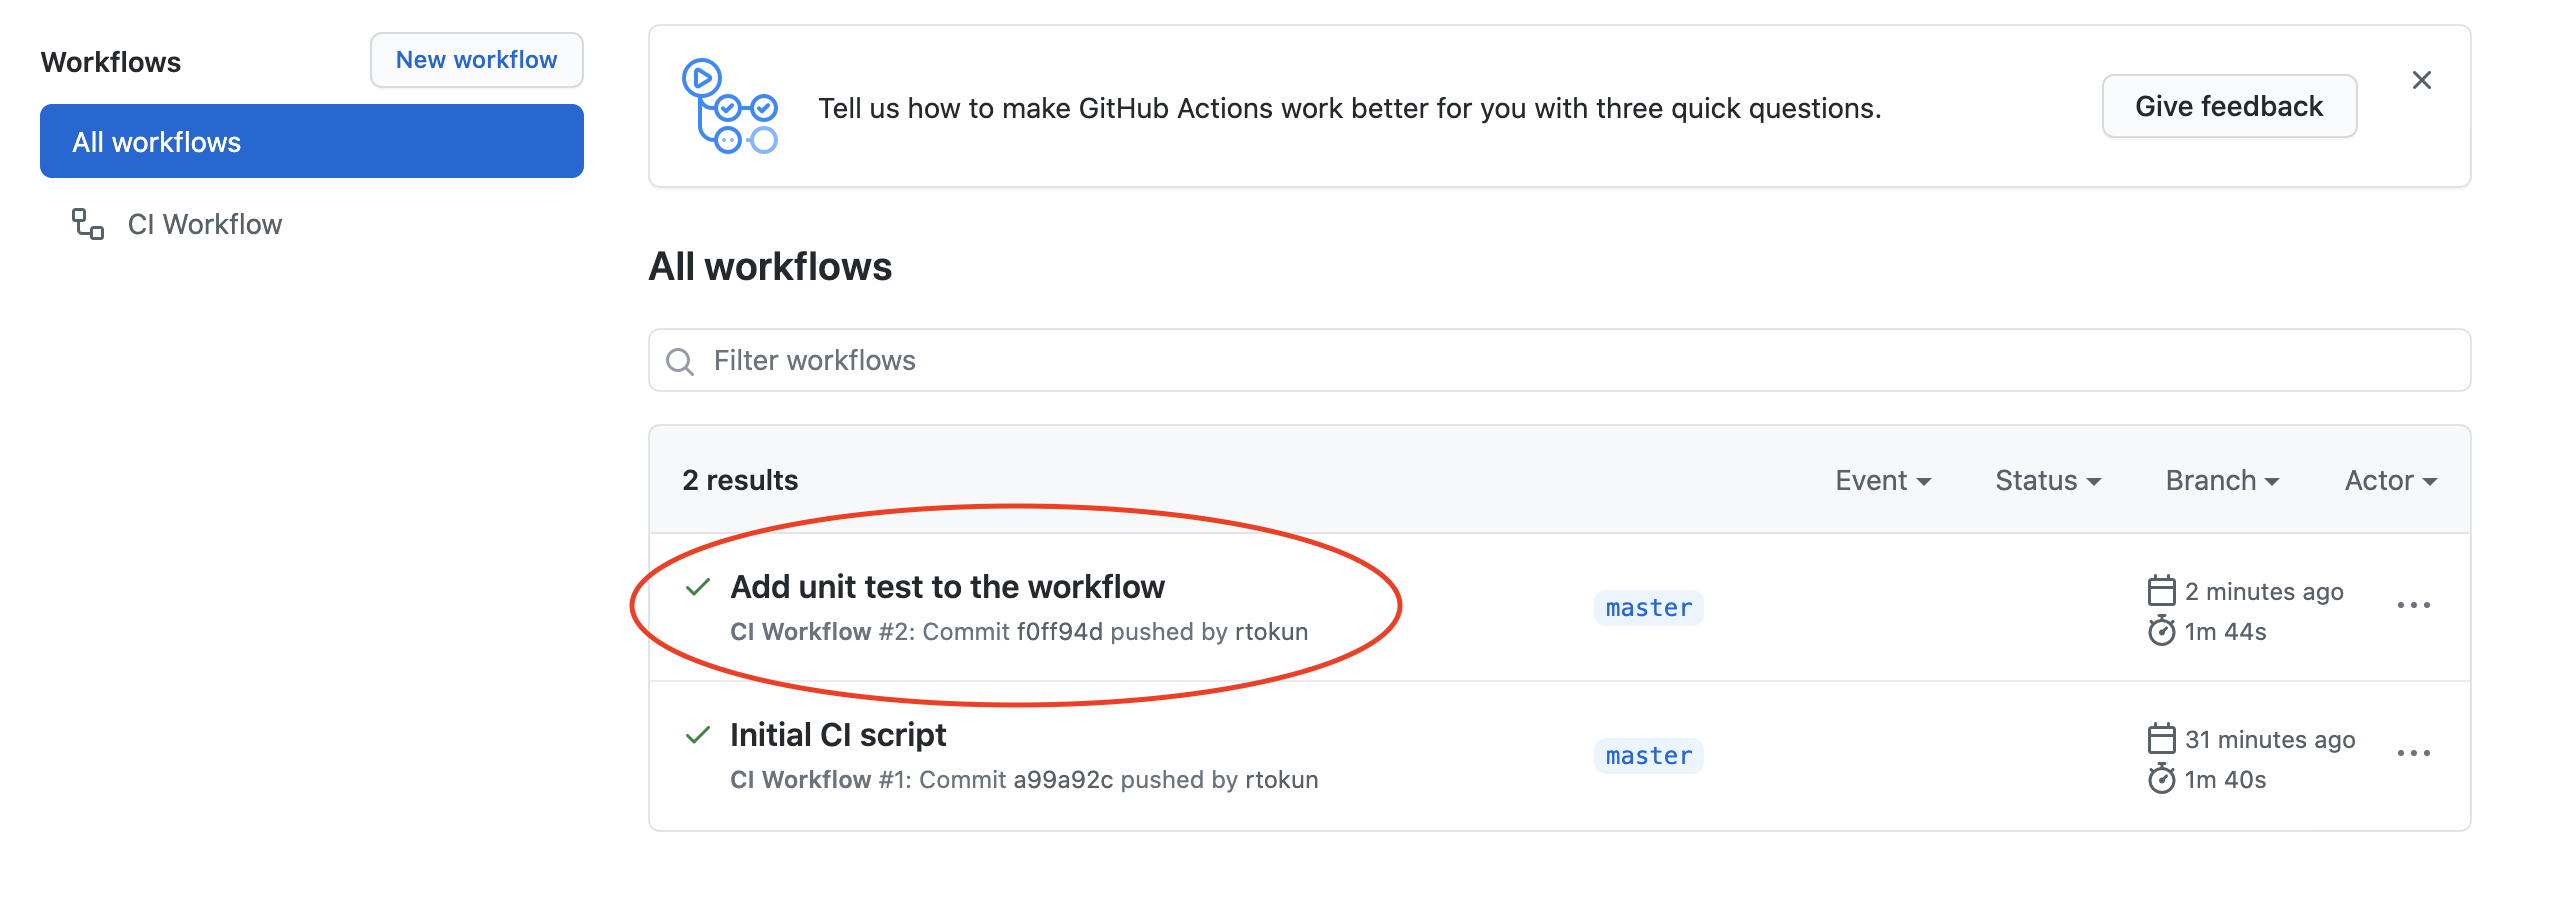 Workflows
New workflow
All workflows
CI Workflow
Tell us how to make GitHub Actions work better for you with three quick questions.
Give feedback
All workflows
Filter workflows
2 results
Event
Status
Branch
Actor
Add unit test to the workflow
CI Workflow #2: Commit f0ff94d pushed by rtokun
master
2 minutes ago
1m 44s
Initial CI script
CI Workflow #1: Commit a99a92c pushed by rtokun
master
31 minutes ago
1m 40s